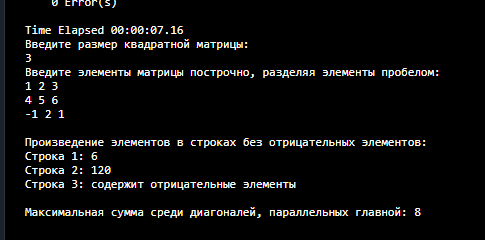 0 Error(s)
Time Elapsed 00:00:07.16
Введите размер квадратной матрицы:
3
Введите элементы матрицы построчно, разделяя элементы пробелом:
1 2 3
4 5 6
-1 2 1
Произведение элементов в строках без отрицательных элементов:
Строка 1: 6
Строка 2: 120
Строка 3: содержит отрицательные элементы
Максимальная сумма среди диагоналей, параллельных главной: 8